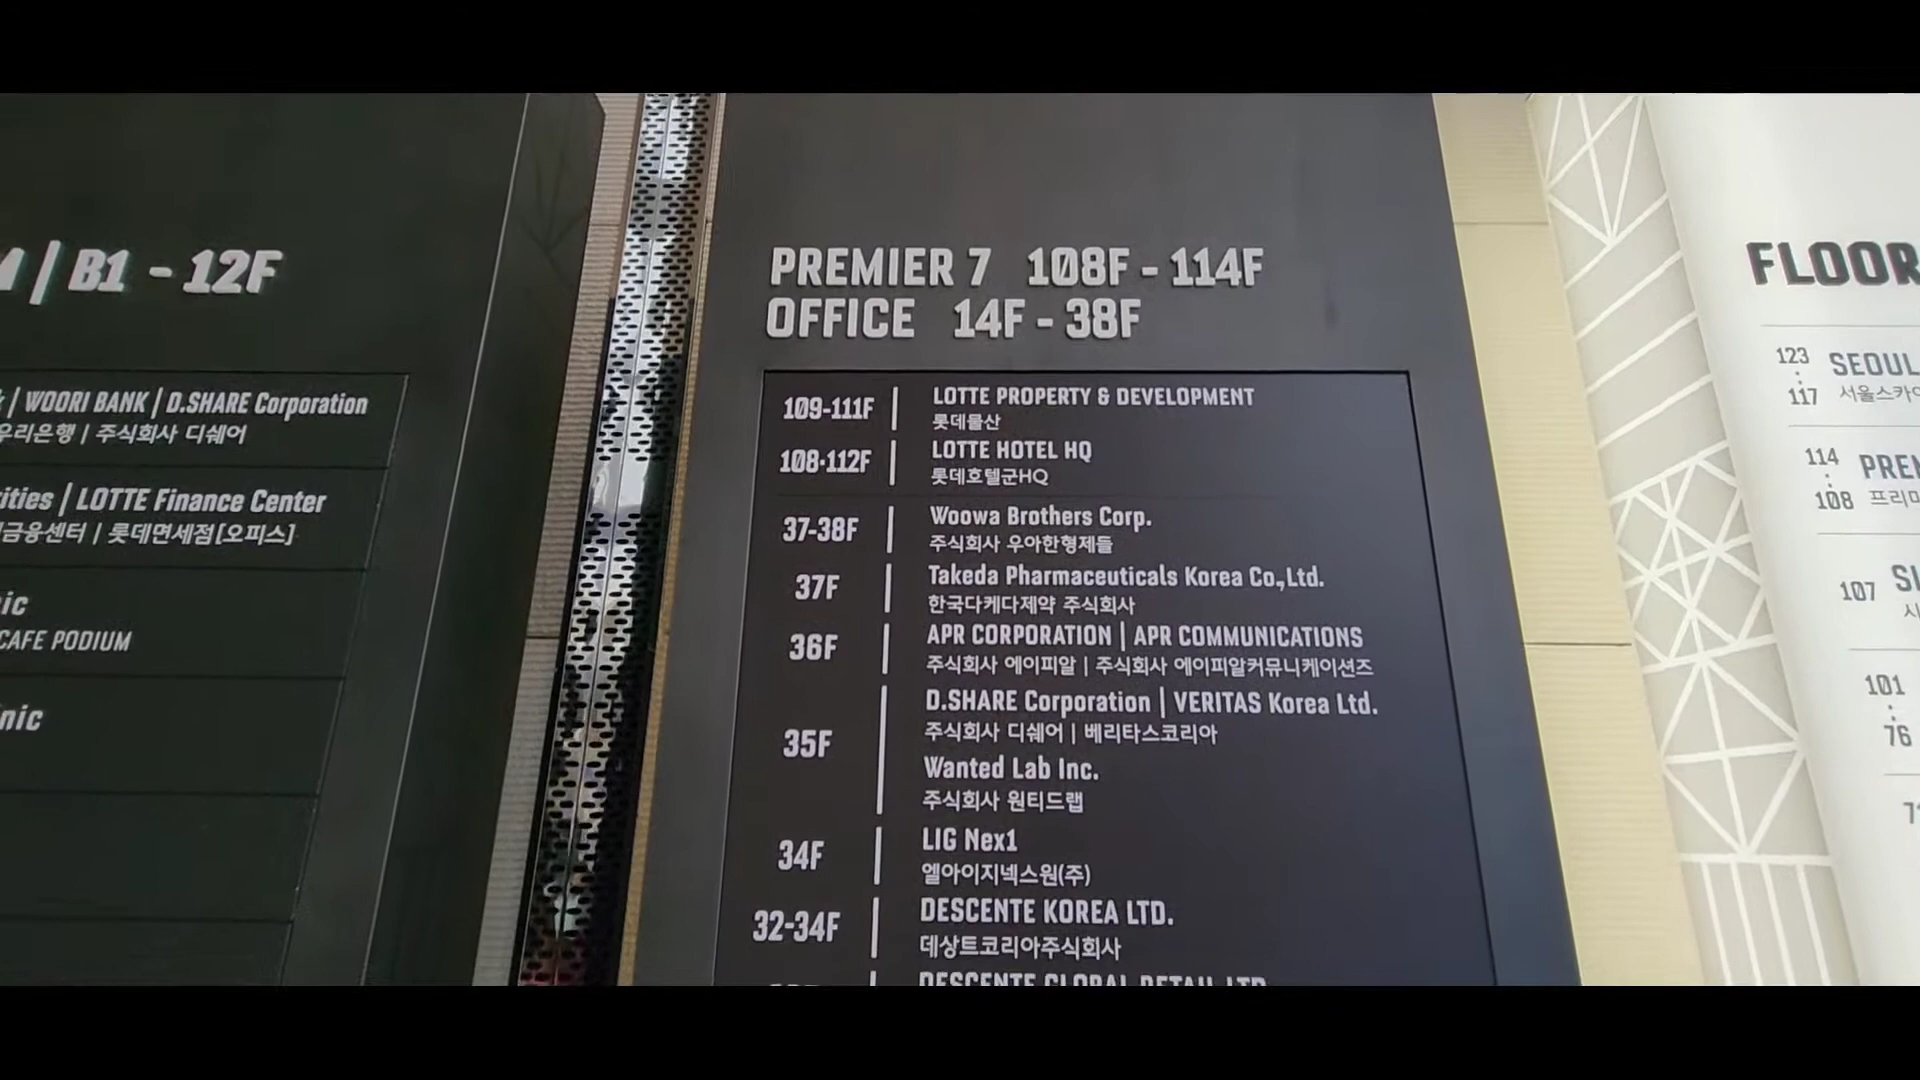 B1 - 12F
WOORI BANK | D.SHARE Corporation
우리은행 | 주식회사 디쉐어
LOTTE Finance Center
금융센터 | 롯데면세점[오피스]
CAFE PODIUM
PREMIER 7 108F - 114F
OFFICE 14F - 38F
109-111F LOTTE PROPERTY & DEVELOPMENT
롯데물산
108·112F LOTTE HOTEL HQ
롯데호텔군HQ
37-38F Woowa Brothers Corp.
주식회사 우아한형제들
37F Takeda Pharmaceuticals Korea Co.,Ltd.
한국다케다제약 주식회사
36F APR CORPORATION | APR COMMUNICATIONS
주식회사 에이피알 | 주식회사 에이피알커뮤니케이션즈
35F D.SHARE Corporation | VERITAS Korea Ltd.
주식회사 디쉐어 | 베리타스코리아
Wanted Lab Inc.
주식회사 원티드랩
34F LIG Nex1
엘아이지넥스원(주)
32-34F DESCENTE KOREA LTD.
데상트코리아주식회사
DESCENTE GLOBAL RETAIL LTD
FLOOR
123
:
117
SEOUL
서울스카이
114
:
108
107
101
:
76